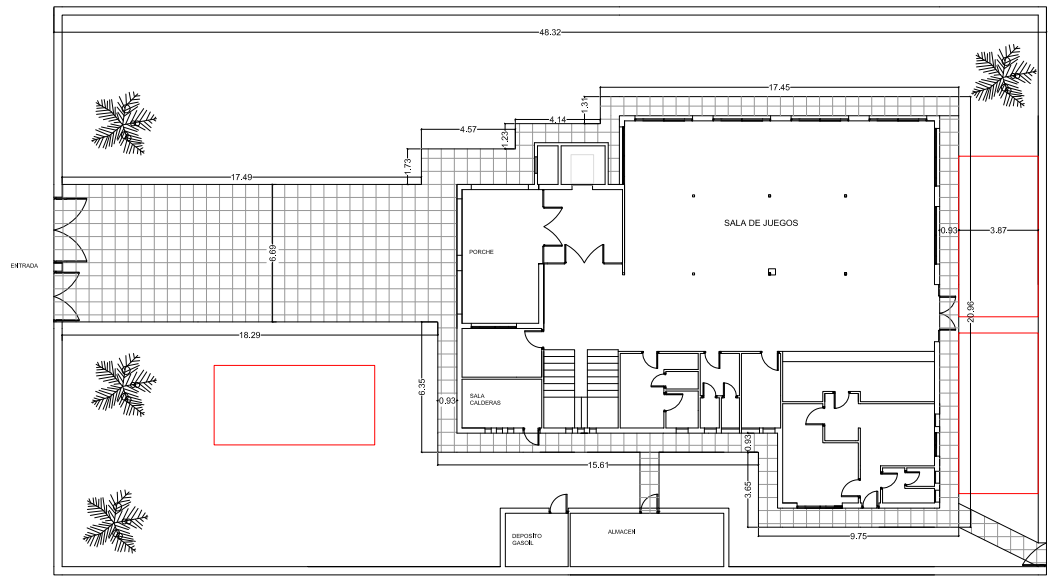 48.32
17.45
1.31
4.14
4.57
1.23
1.73
17.49
SALA DE JUEGOS
0.93
3.87
PORCHE
6.69
ENTRADA
20.96
18.29
6.35
0.93
SALA
CALDERAS
0.93
15.61
3.65
9.75
DEPOSÍTO
GASOIL
ALMACEN